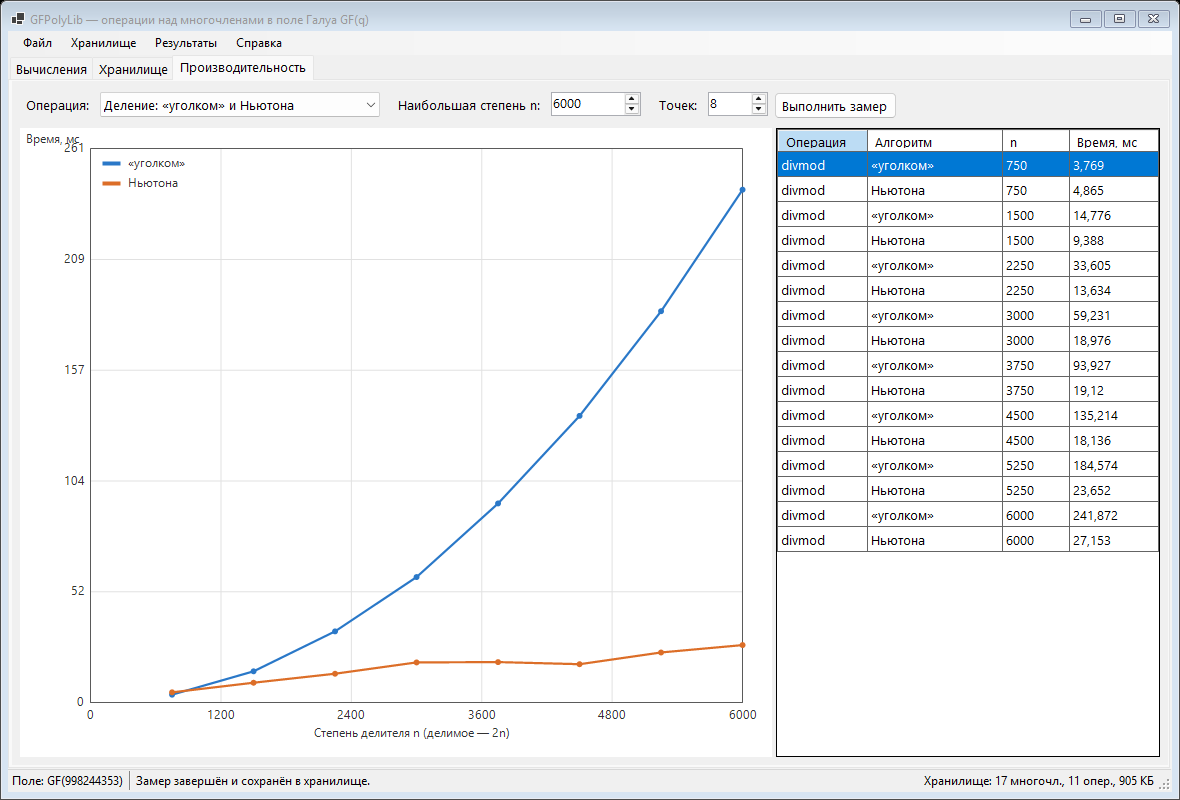 GFPolyLib — операции над многочленами в поле Галуа GF(q)
Файл Хранилище Результаты Справка
Вычисления Хранилище Производительность
Операция: Деление: «уголком» и Ньютона Наибольшая степень n: 6000 Точек: 8 Выполнить замер
Время, мс
261
209
157
104
52
0
«уголком»
Ньютона
0 1200 2400 3600 4800 6000
Степень делителя n (делимое — 2n)
Операция Алгоритм n Время, мс
divmod «уголком» 750 3,769
divmod Ньютона 750 4,865
divmod «уголком» 1500 14,776
divmod Ньютона 1500 9,388
divmod «уголком» 2250 33,605
divmod Ньютона 2250 13,634
divmod «уголком» 3000 59,231
divmod Ньютона 3000 18,976
divmod «уголком» 3750 93,927
divmod Ньютона 3750 19,12
divmod «уголком» 4500 135,214
divmod Ньютона 4500 18,136
divmod «уголком» 5250 184,574
divmod Ньютона 5250 23,652
divmod «уголком» 6000 241,872
divmod Ньютона 6000 27,153
Поле: GF(998244353) Замер завершён и сохранён в хранилище. Хранилище: 17 многочл., 11 опер., 905 КБ